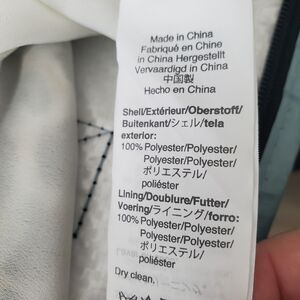 Made in China
Fabriqué en Chine
in China Hergestellt
Vervaardigd in China
中国製
Hecho en China
Shell/Extérieur/Oberstoff/
Buitenkant/シェル/tela
exterior:
100% Polyester/Polyester/
Polyester/Polyester/
ポリエステル/
poliéster
Lining/Doublure/Futter/
Voering/ライニング/forro:
100% Polyester/Polyester/
Polyester/Polyester/
ポリエステル/
poliéster
Dry clean.